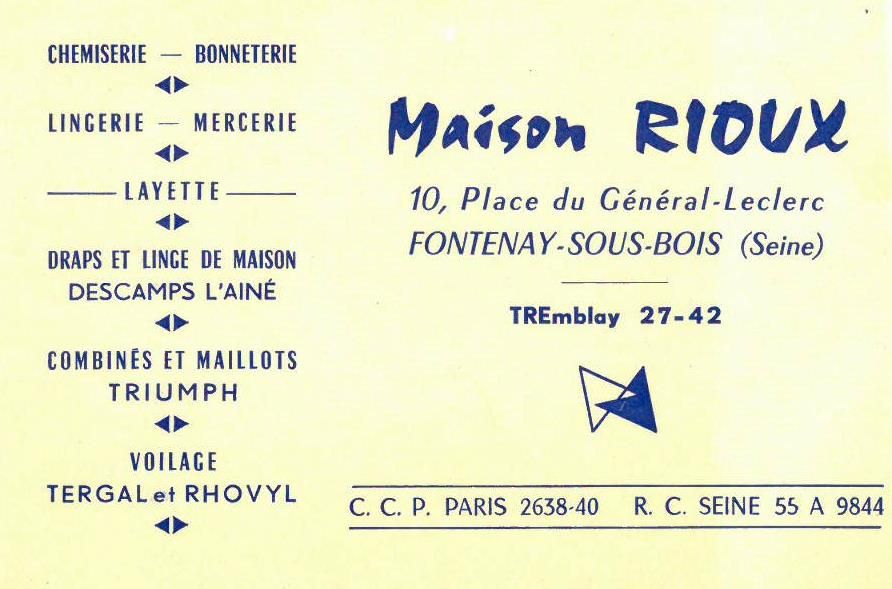 CHEMISERIE — BONNETERIE
LINGERIE — MERCERIE
LAYETTE
DRAPS ET LINGE DE MAISON
DESCAMPS L'AINÉ
COMBINÉS ET MAILLOTS
TRIUMPH
VOILAGE
TERGAL et RHOVYL
Maison RIOUX
10, Place du Général-Leclerc
FONTENAY-SOUS-BOIS (Seine)
TREmblay 27-42
C. C. P. PARIS 2638-40 R. C. SEINE 55 A 9844